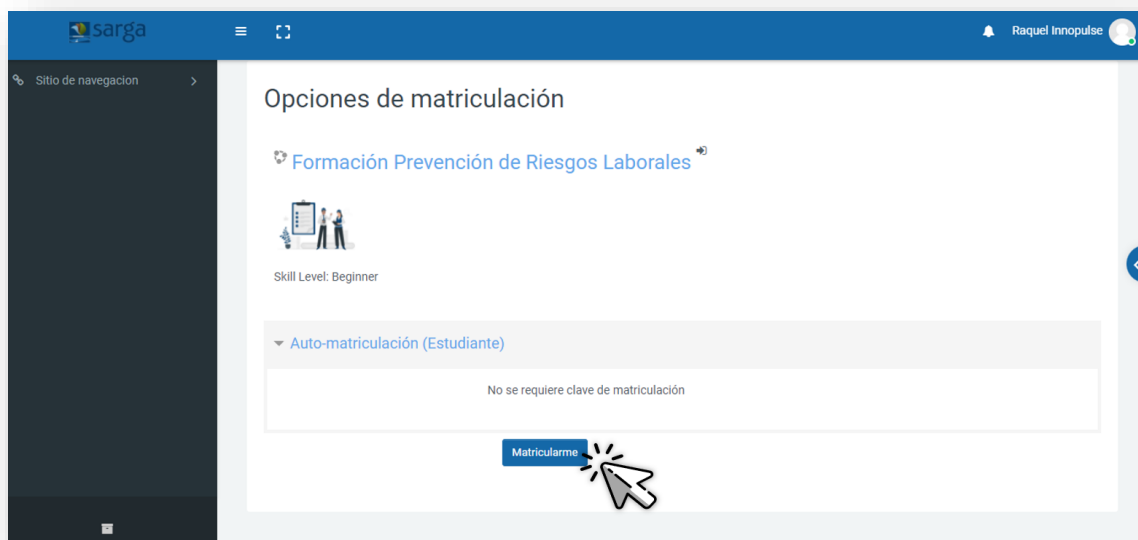 sarga
Raquel Innopulse
Sitio de navegacion
Opciones de matriculación
Formación Prevención de Riesgos Laborales
Skill Level: Beginner
Auto-matriculación (Estudiante)
No se requiere clave de matriculación
Matricularme